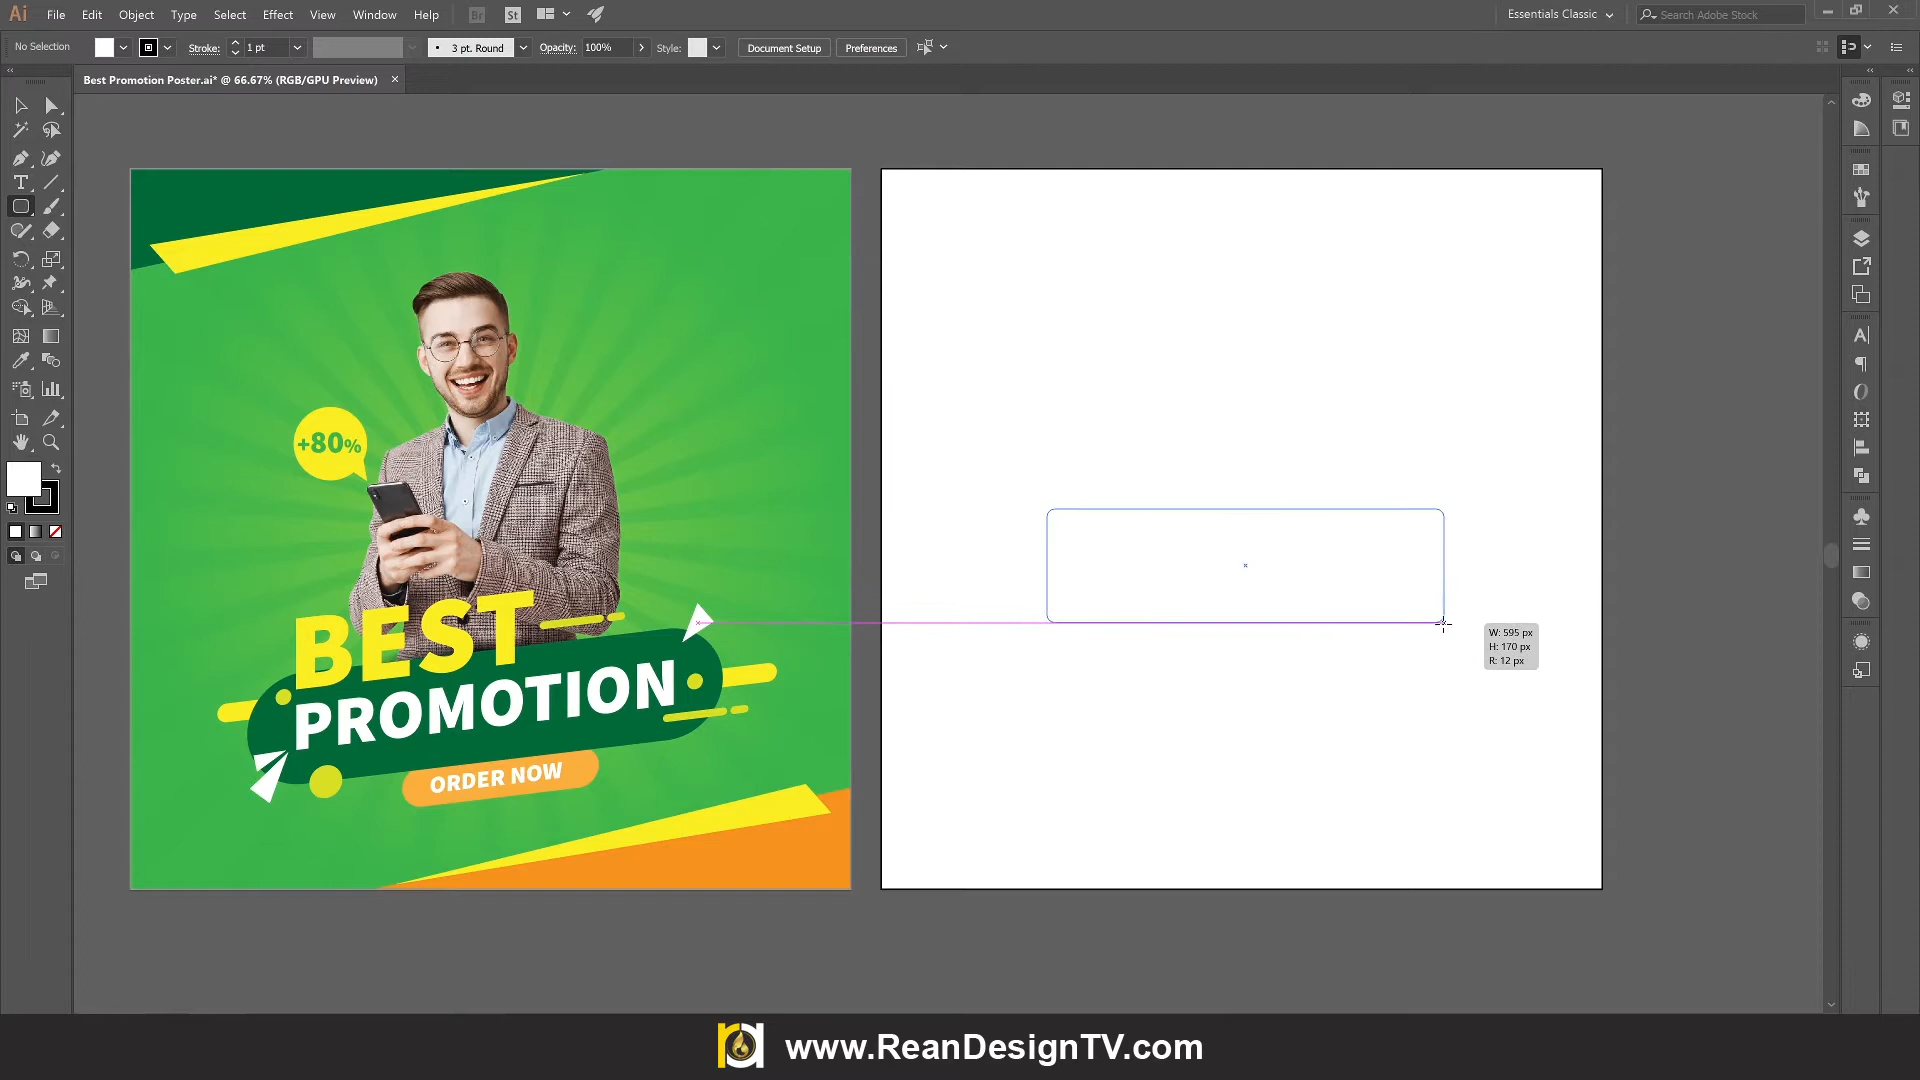 Ai File Edit Object Type Select Effect View Window Help Br St Essentials Classic Search Adobe Stock
No Selection Stroke: 1 pt 3 pt. Round Opacity: 100% Style: Document Setup Preferences
Best Promotion Poster.ai* @ 66.67% (RGB/GPU Preview)
+80%
BEST
PROMOTION
ORDER NOW
W: 595 px
H: 170 px
R: 12 px
www.ReanDesignTV.com